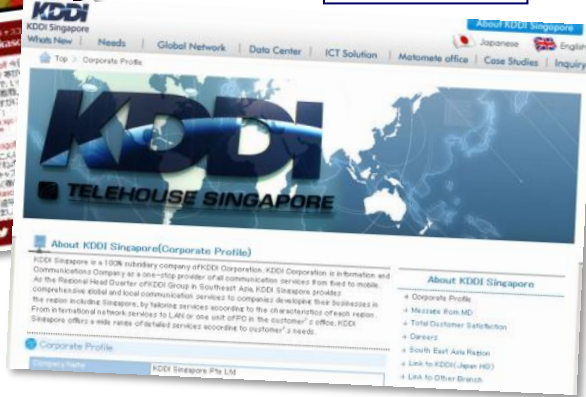 KDDI
KDDI Singapore
About KDDI Singapore
Japanese English
Whats New Needs Global Network Data Center ICT Solution Matomete office Case Studies Inquiry
Top > Corporate Profile
KDDI
TELEHOUSE SINGAPORE
About KDDI Singapore(Corporate Profile)
KDDI Singapore is a 100% subsidiary company of KDDI Corporation. KDDI Corporation is Information and
Communications Company as a one-stop provider of all communication services from fixed to mobile.
As the Regional Head Quarter of KDDI Group in Southeast Asia, KDDI Singapore provides
comprehensive global and local communication services to companies developing their businesses in
the region including Singapore, by tailoring services according to the characteristics of each region.
From international network services to LAN or one unit of PC in the customer's office, KDDI
Singapore offers a wide range of detailed services according to customer's needs.
Corporate Profile
Company Name KDDI Singapore Pte Ltd
About KDDI Singapore
Corporate Profile
Message from MD
Total Customer Satisfaction
Careers
South East Asia Region
Link to KDDI(Japan HQ)
Link to Other Branch